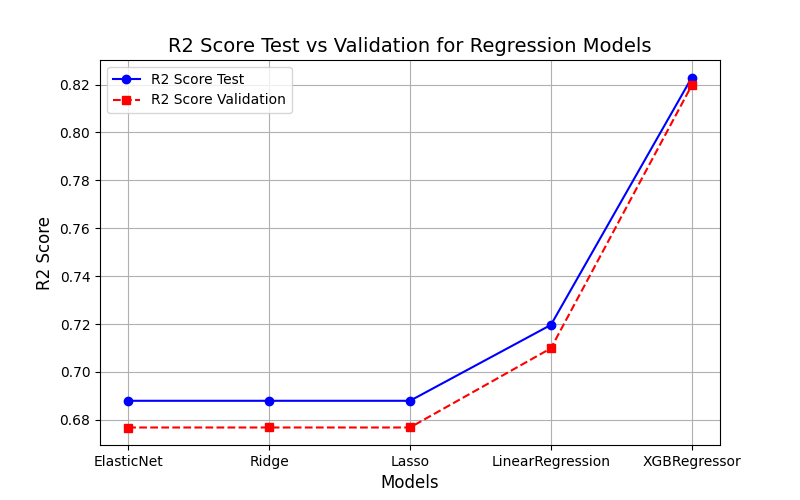 R2 Score Test vs Validation for Regression Models
R2 Score Test
R2 Score Validation
R2 Score
0.82
0.80
0.78
0.76
0.74
0.72
0.70
0.68
ElasticNet
Ridge
Lasso
LinearRegression
XGBRegressor
Models